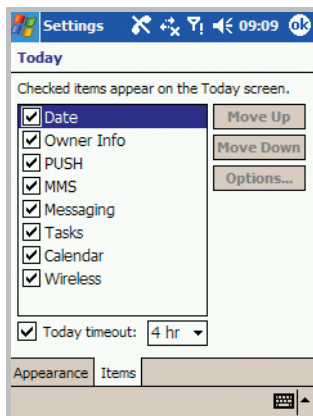 Settings 09:09 ok
Today
Checked items appear on the Today screen.
Date
Owner Info
PUSH
MMS
Messaging
Tasks
Calendar
Wireless
Move Up
Move Down
Options...
Today timeout: 4 hr
Appearance Items